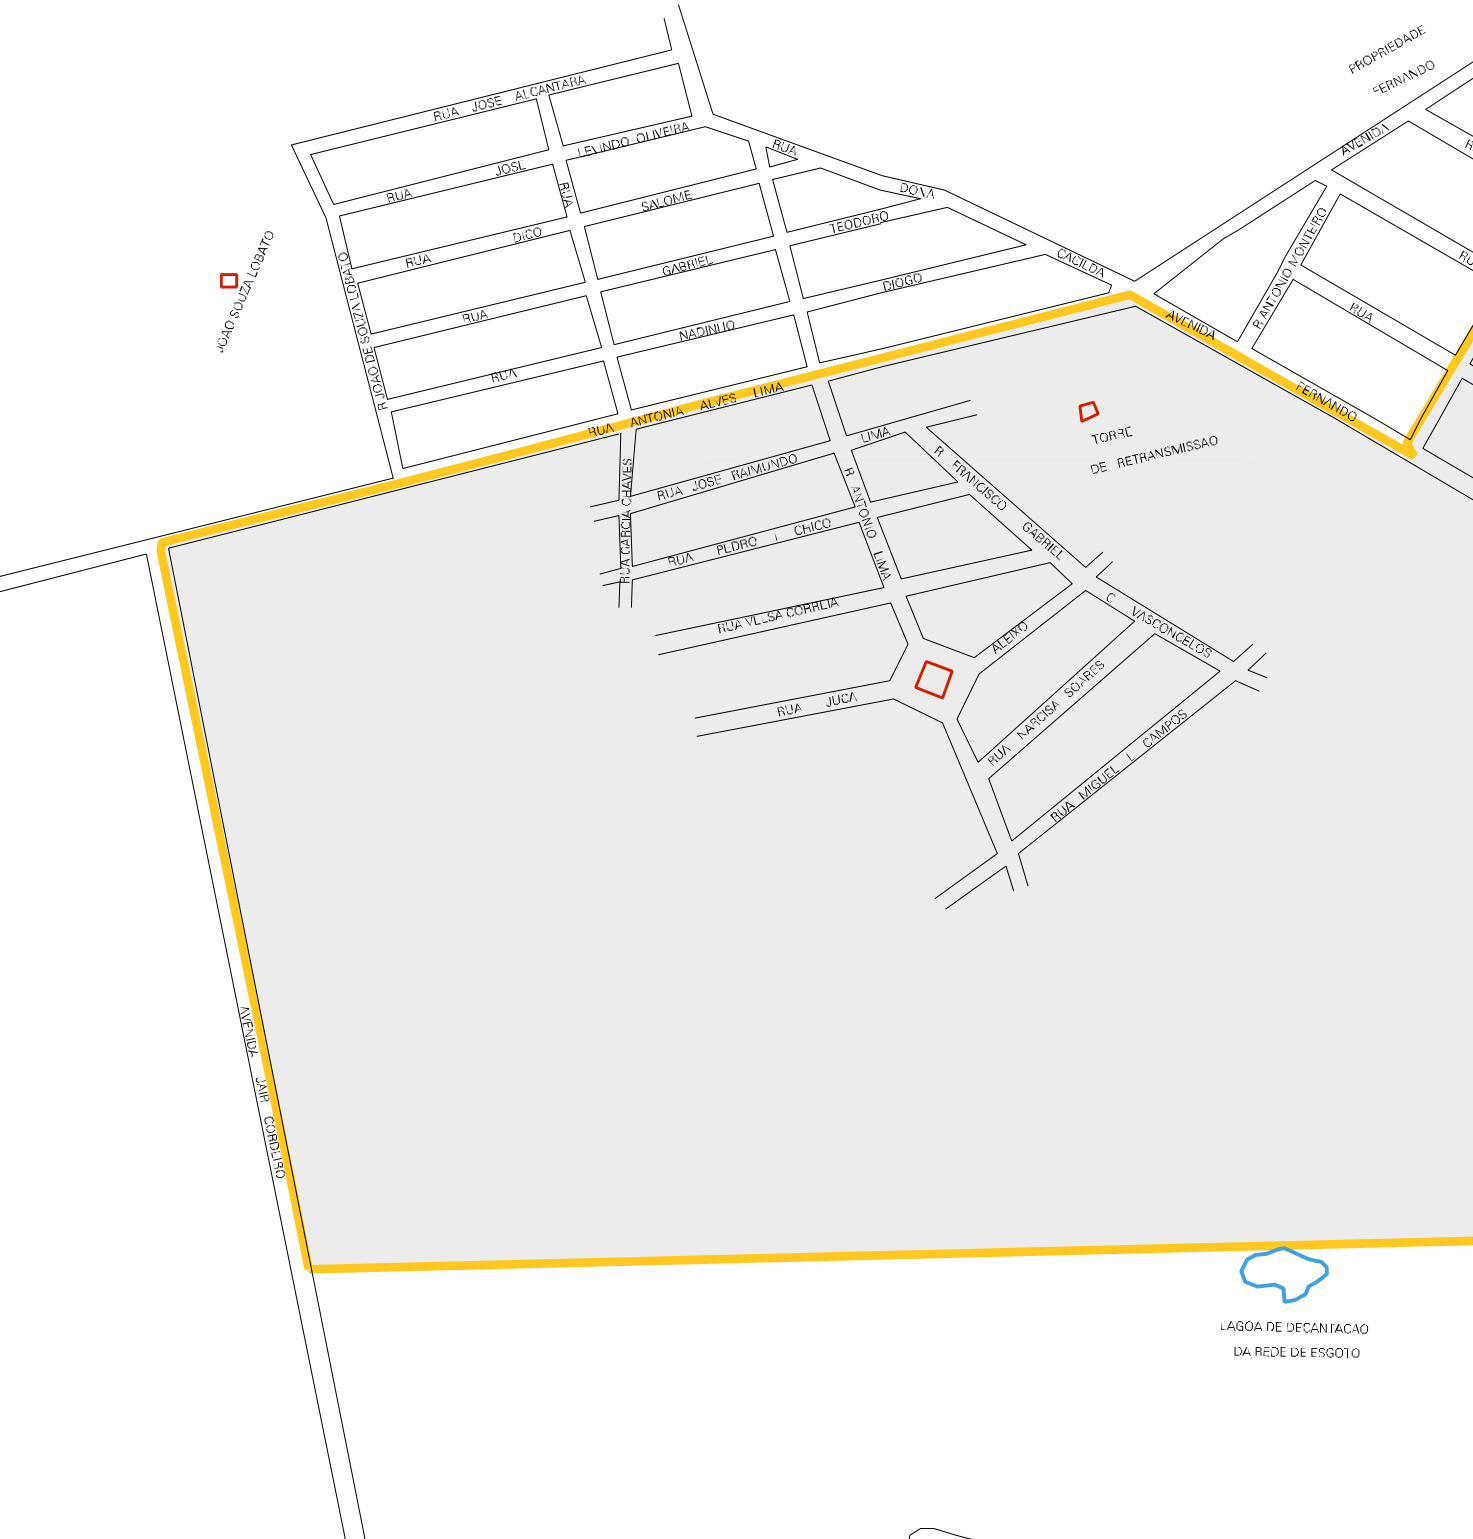 PROPRIEDADE
FERNANDO
AVENIDA
RUA JOSE ALCANTARA
RUA JOSE LEVINDO OLIVEIRA
RUA DONA CACILDA
RUA
RUA DICO SALOME
RUA GABRIEL TEODORO
RUA NADINHO DIOGO
JOAO SOUZA LOBATO
R JOAO DE SOUZA LOBATO
R ANTONIO MONTEIRO
RUA
AVENIDA FERNANDO
RUA ANTONIA ALVES LIMA
TORRE
DE RETRANSMISSAO
RUA GARCIA CHAVES
RUA JOSE RAIMUNDO LIMA
R ANTONIO LIMA
R FRANCISCO GABRIEL
RUA PEDRO CHICO
C VASCONCELOS
RUA CORREIA
RUA JUCA ALEIXO
RUA NARCISA SOARES
RUA MIGUEL L CAMPOS
AVENIDA JAIR CORDEIRO
LAGOA DE DECANTACAO
DA REDE DE ESGOTO